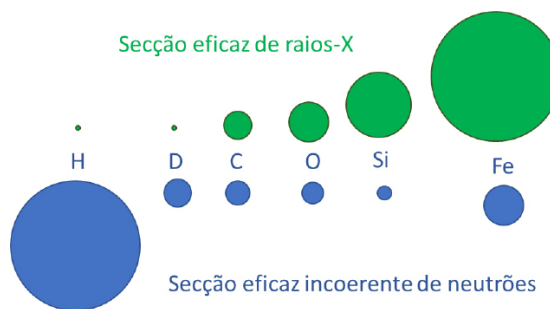 Secção eficaz de raios-X
H D C O Si Fe
Secção eficaz incoerente de neutrões